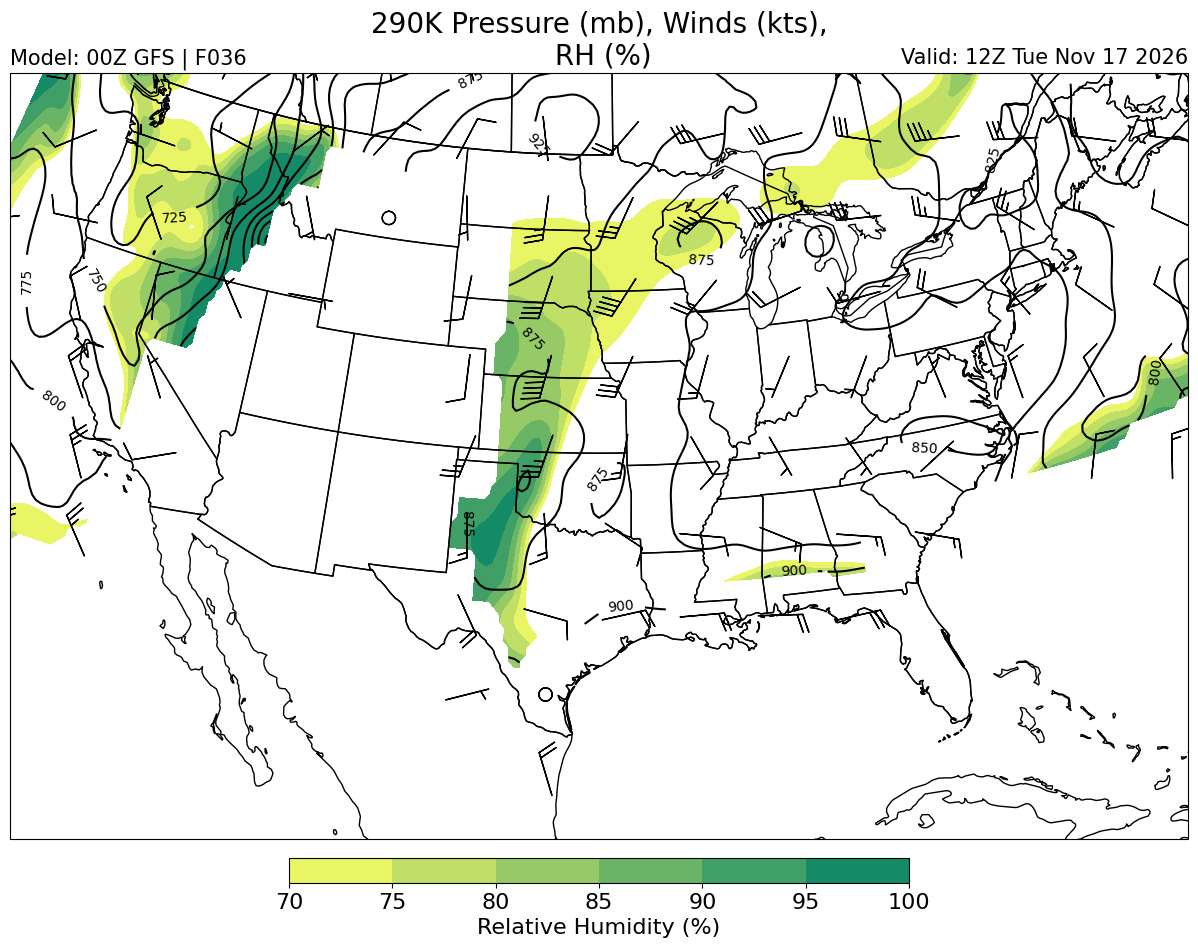 290K Pressure (mb), Winds (kts),
RH (%)
Model: 00Z GFS | F036
Valid: 12Z Tue Nov 17 2026
875
925
825
725
775
750
875
875
800
800
850
875
875
900
900
70 75 80 85 90 95 100
Relative Humidity (%)